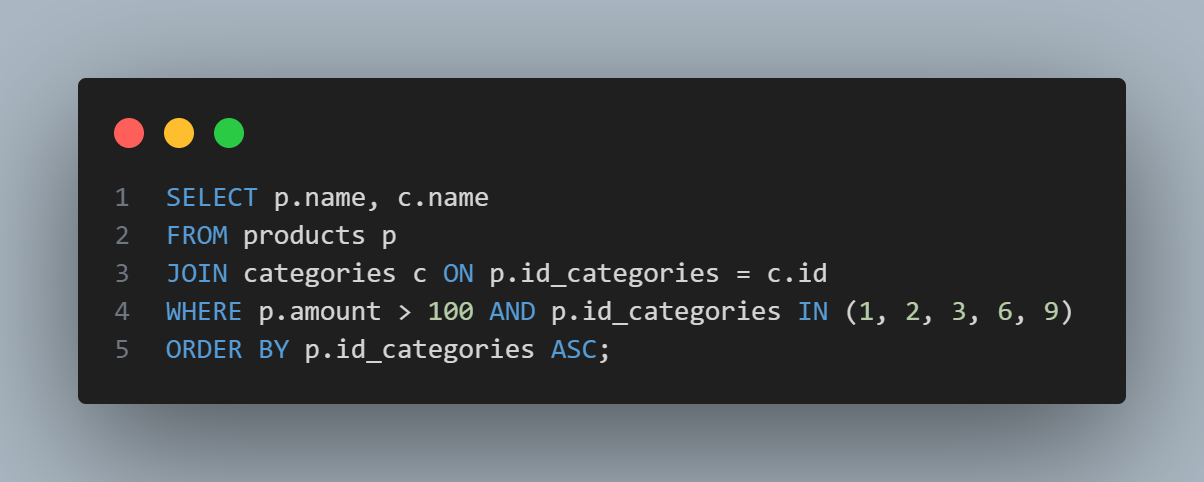 1 SELECT p.name, c.name
2 FROM products p
3 JOIN categories c ON p.id_categories = c.id
4 WHERE p.amount > 100 AND p.id_categories IN (1, 2, 3, 6, 9)
5 ORDER BY p.id_categories ASC;